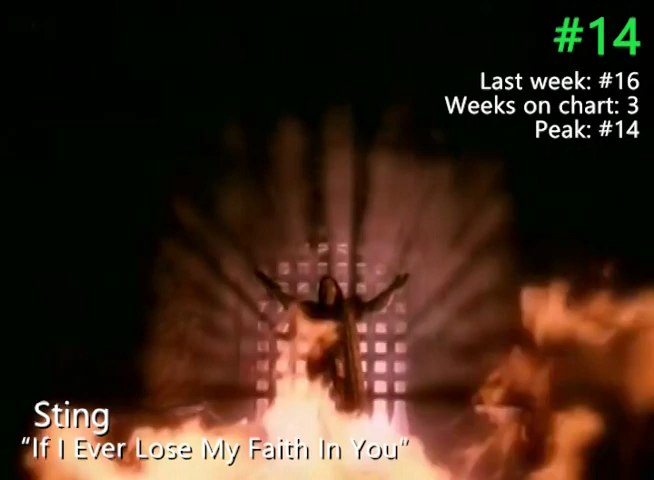 #14
Last week: #16
Weeks on chart: 3
Peak: #14
Sting
"If I Ever Lose My Faith In You"